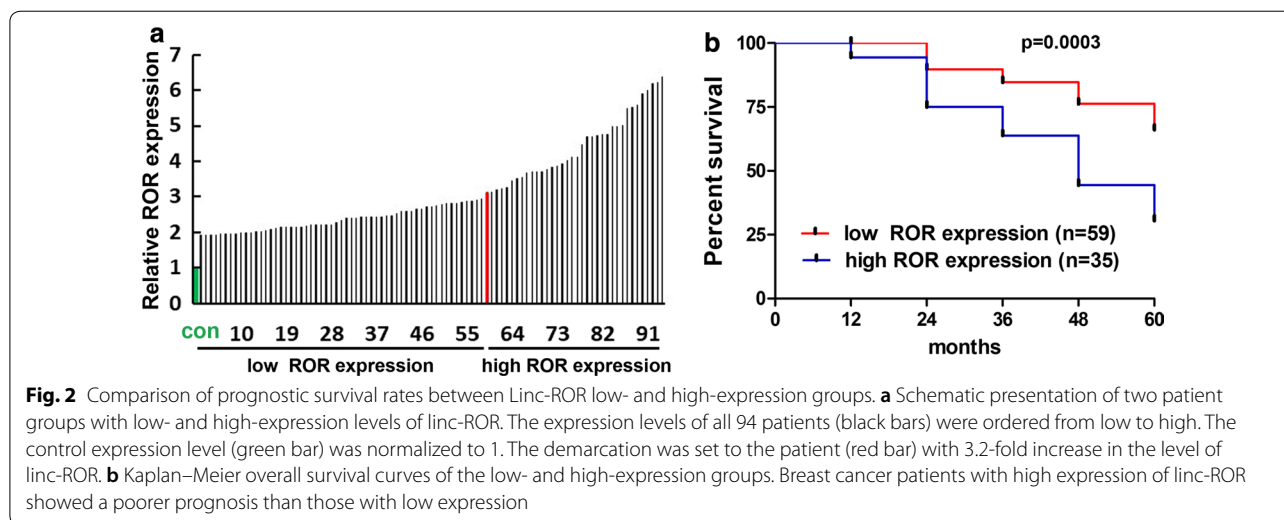 a
Relative ROR expression
7
6
5
4
3
2
1
0
con 10 19 28 37 46 55 64 73 82 91
low ROR expression high ROR expression
b
p=0.0003
Percent survival
100
75
50
25
0
low ROR expression (n=59)
high ROR expression (n=35)
0 12 24 36 48 60
months
Fig. 2 Comparison of prognostic survival rates between Linc-ROR low- and high-expression groups. a Schematic presentation of two patient
groups with low- and high-expression levels of linc-ROR. The expression levels of all 94 patients (black bars) were ordered from low to high. The
control expression level (green bar) was normalized to 1. The demarcation was set to the patient (red bar) with 3.2-fold increase in the level of
linc-ROR. b Kaplan–Meier overall survival curves of the low- and high-expression groups. Breast cancer patients with high expression of linc-ROR
showed a poorer prognosis than those with low expression